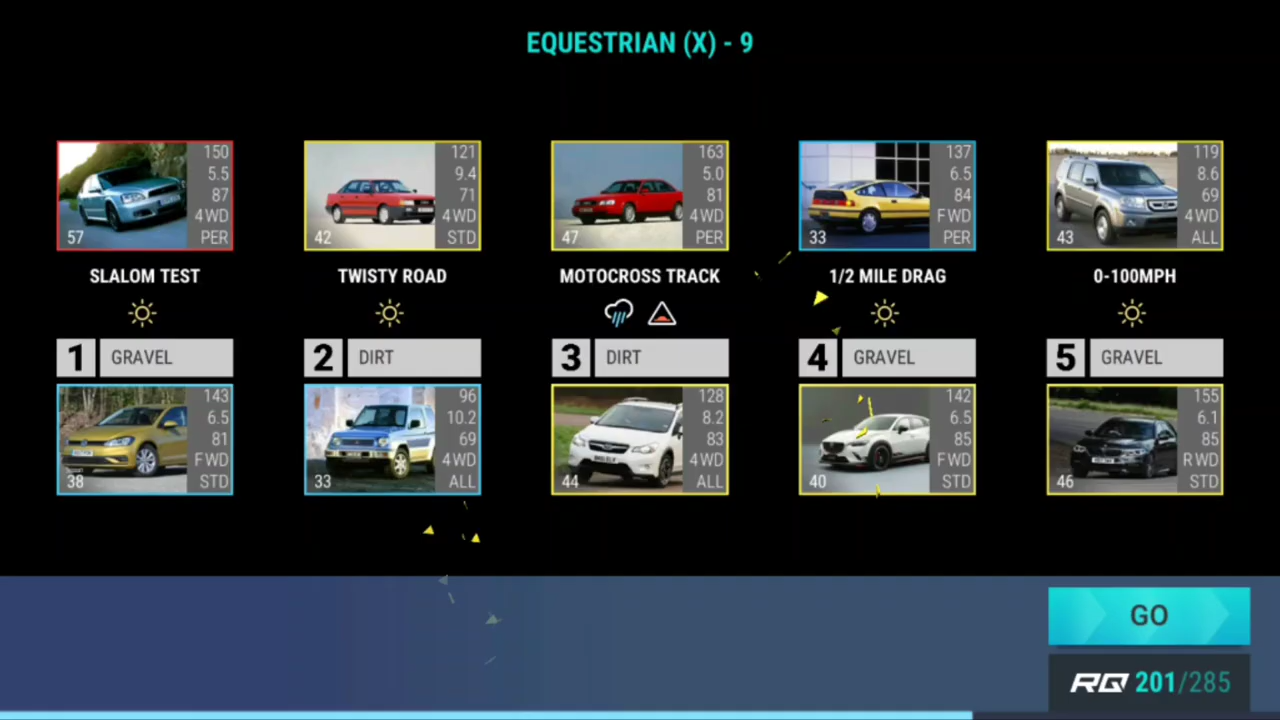 EQUESTRIAN (X) - 9
150
5.5
87
4WD
57 PER
121
9.4
71
4WD
42 STD
163
5.0
81
4WD
47 PER
137
6.5
84
FWD
33 PER
119
8.6
69
4WD
43 ALL
SLALOM TEST
TWISTY ROAD
MOTOCROSS TRACK
1/2 MILE DRAG
0-100MPH
1 GRAVEL
2 DIRT
3 DIRT
4 GRAVEL
5 GRAVEL
143
6.5
81
FWD
38 STD
96
10.2
69
4WD
33 ALL
128
8.2
83
4WD
44 ALL
142
6.5
85
FWD
40 STD
155
6.1
85
RWD
46 STD
GO
RQ 201/285